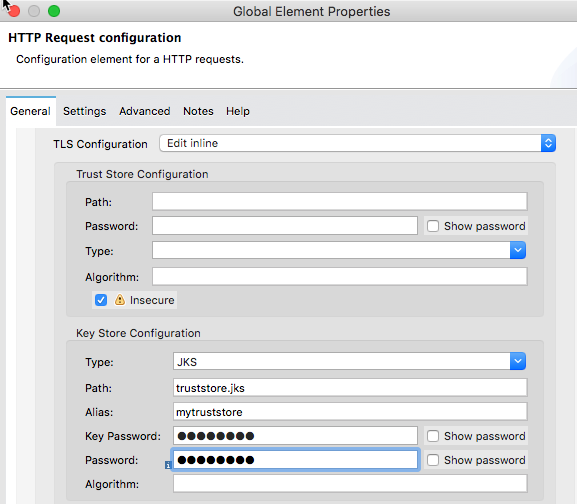 Global Element Properties
HTTP Request configuration
Configuration element for a HTTP requests.
General Settings Advanced Notes Help
TLS Configuration Edit inline
Trust Store Configuration
Path:
Password: Show password
Type:
Algorithm:
Insecure
Key Store Configuration
Type: JKS
Path: truststore.jks
Alias: mytruststore
Key Password: ●●●●●●●● Show password
Password: ●●●●●●●● Show password
Algorithm: